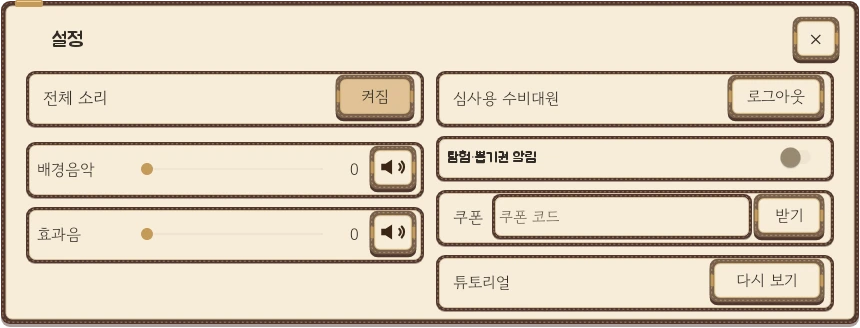 설정
×
전체 소리 켜짐
배경음악 0
효과음 0
심사용 수비대원 로그아웃
탐험·뽑기권 알림
쿠폰 쿠폰 코드 받기
튜토리얼 다시 보기